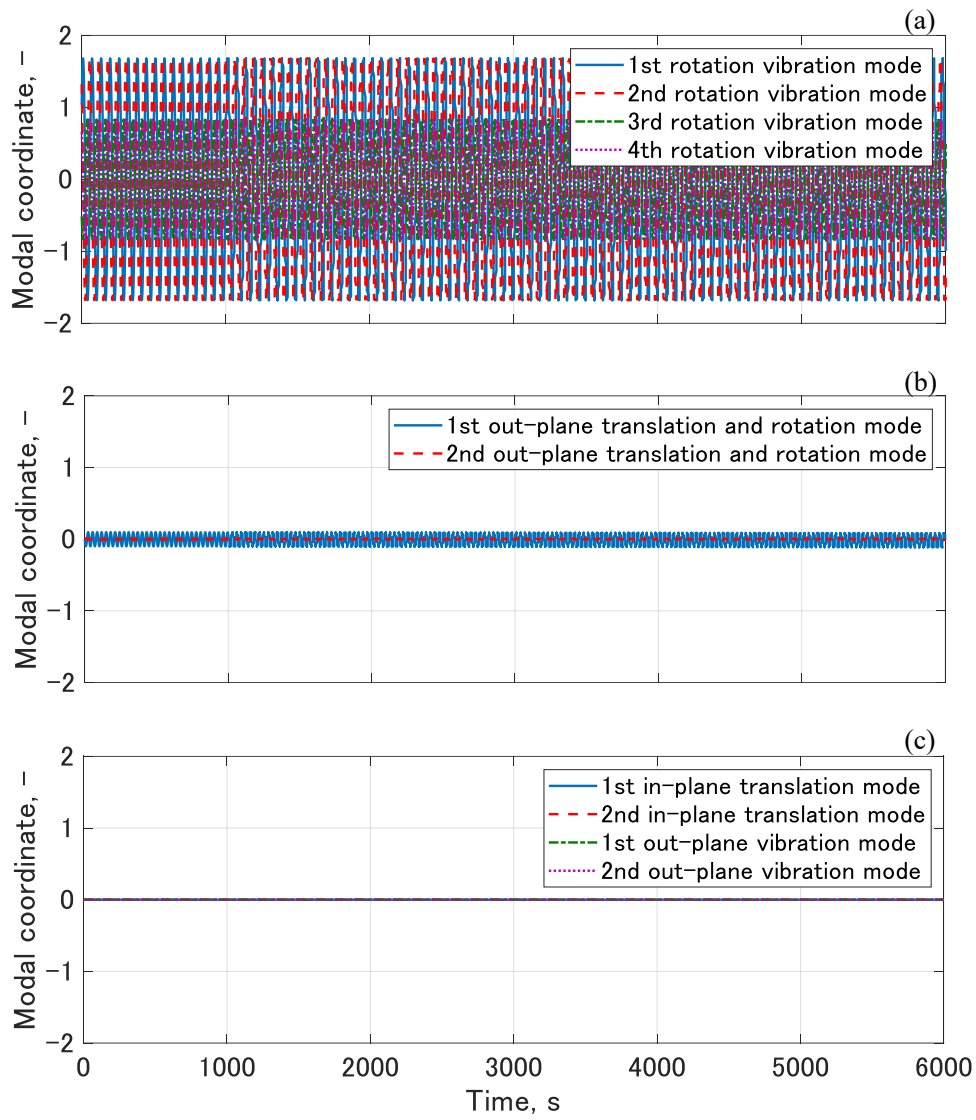 (a)
Modal coordinate, −
2
1
0
−1
−2
1st rotation vibration mode
2nd rotation vibration mode
3rd rotation vibration mode
4th rotation vibration mode
(b)
Modal coordinate, −
2
1
0
−1
−2
1st out-plane translation and rotation mode
2nd out-plane translation and rotation mode
(c)
Modal coordinate, −
2
1
0
−1
−2
1st in-plane translation mode
2nd in-plane translation mode
1st out-plane vibration mode
2nd out-plane vibration mode
0 1000 2000 3000 4000 5000 6000
Time, s